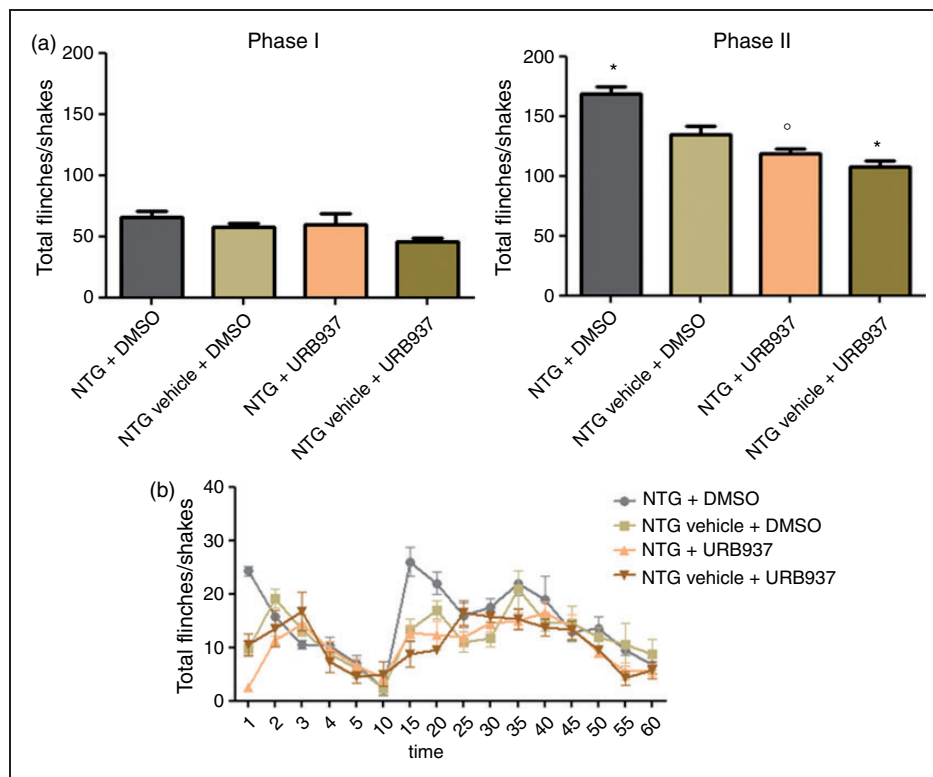 (a)
Phase I
Total flinches/shakes
200
150
100
50
0
NTG + DMSO
NTG vehicle + DMSO
NTG + URB937
NTG vehicle + URB937
Phase II
Total flinches/shakes
200
150
100
50
0
*
°
*
NTG + DMSO
NTG vehicle + DMSO
NTG + URB937
NTG vehicle + URB937
(b)
Total flinches/shakes
40
30
20
10
0
1 2 3 4 5 10 15 20 25 30 35 40 45 50 55 60
time
NTG + DMSO
NTG vehicle + DMSO
NTG + URB937
NTG vehicle + URB937